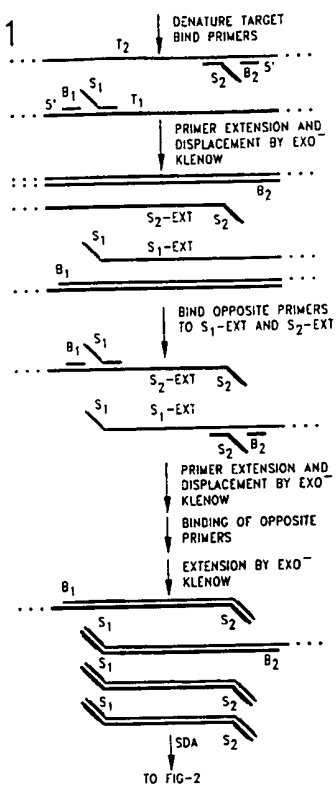 1
DENATURE TARGET
BIND PRIMERS
T₂
S₂ B₂ 5'
5' B₁ S₁ T₁
PRIMER EXTENSION AND
DISPLACEMENT BY EXO⁻
KLENOW
B₂
S₂-EXT S₂
S₁ S₁-EXT
B₁
BIND OPPOSITE PRIMERS
TO S₁-EXT AND S₂-EXT
B₁ S₁
S₂-EXT S₂
S₁ S₁-EXT
S₂ B₂
PRIMER EXTENSION AND
DISPLACEMENT BY EXO⁻
KLENOW
BINDING OF OPPOSITE
PRIMERS
EXTENSION BY EXO⁻
KLENOW
B₁
S₁ S₂
B₂
S₁
S₂
S₁
S₂
SDA
TO FIG-2